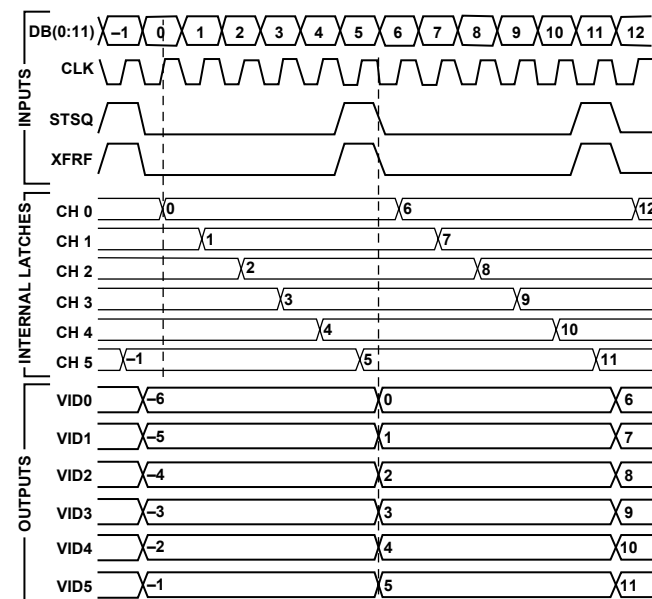 INPUTS
DB(0:11) –1 0 1 2 3 4 5 6 7 8 9 10 11 12
CLK
STSQ
XFRF
INTERNAL LATCHES
CH 0 0 6 12
CH 1 1 7
CH 2 2 8
CH 3 3 9
CH 4 4 10
CH 5 –1 5 11
OUTPUTS
VID0 –6 0 6
VID1 –5 1 7
VID2 –4 2 8
VID3 –3 3 9
VID4 –2 4 10
VID5 –1 5 11